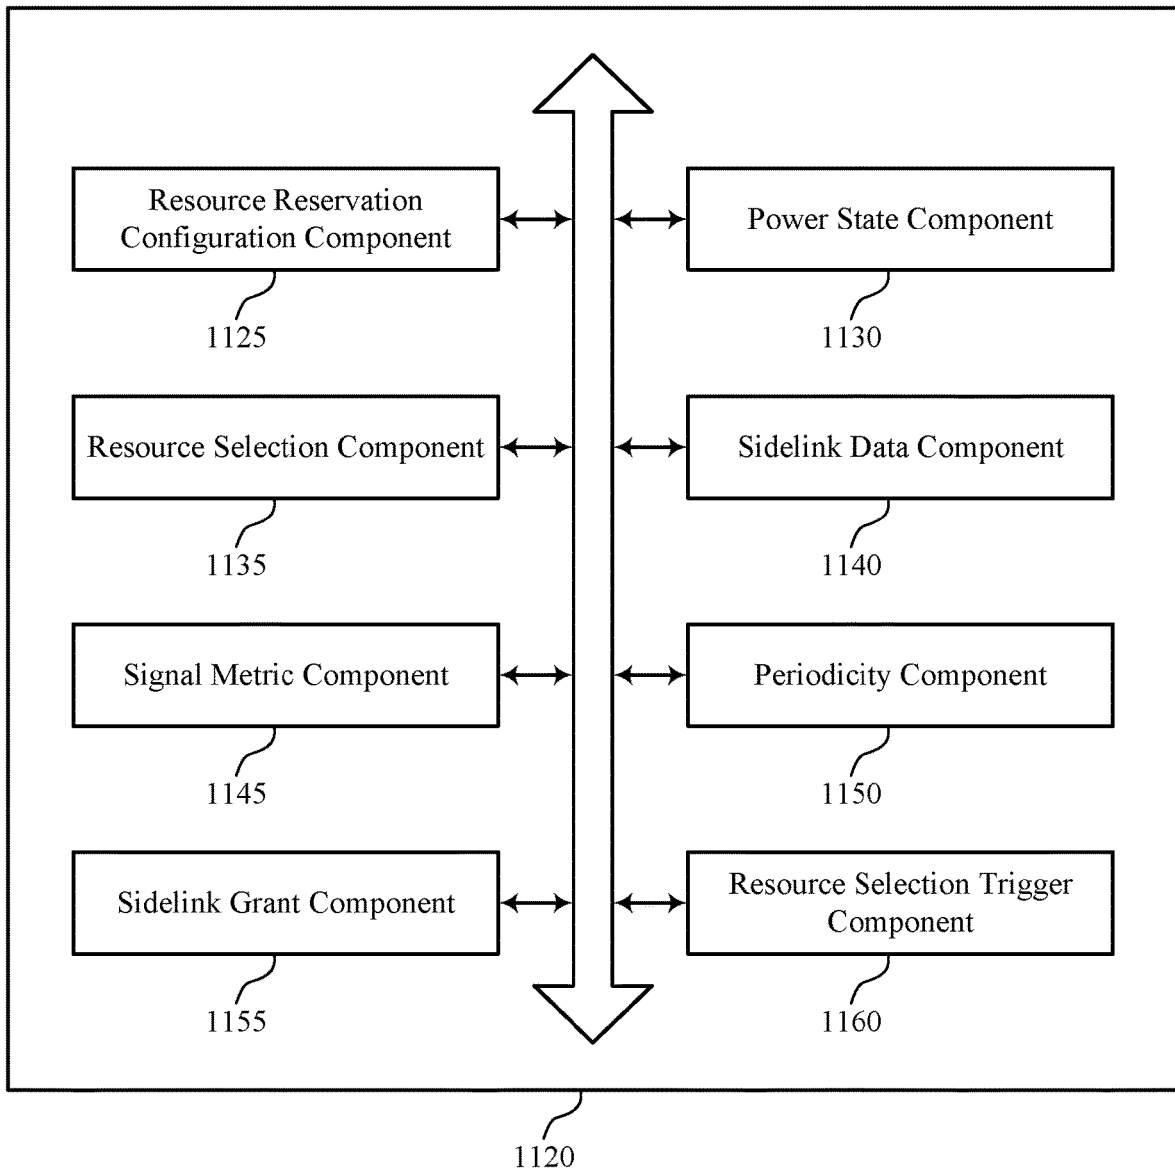 Resource Reservation
Configuration Component
1125
Power State Component
1130
Resource Selection Component
1135
Sidelink Data Component
1140
Signal Metric Component
1145
Periodicity Component
1150
Sidelink Grant Component
1155
Resource Selection Trigger
Component
1160
1120